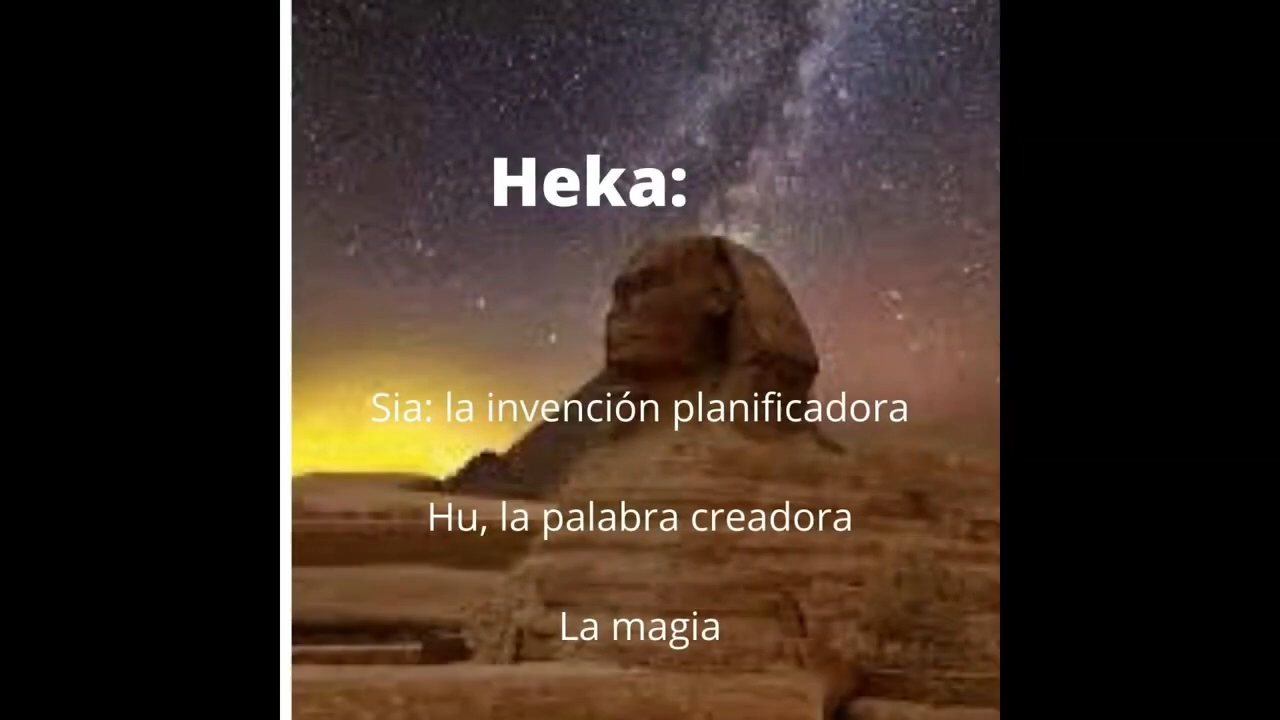 Heka:
Sia: la invención planificadora
Hu, la palabra creadora
La magia